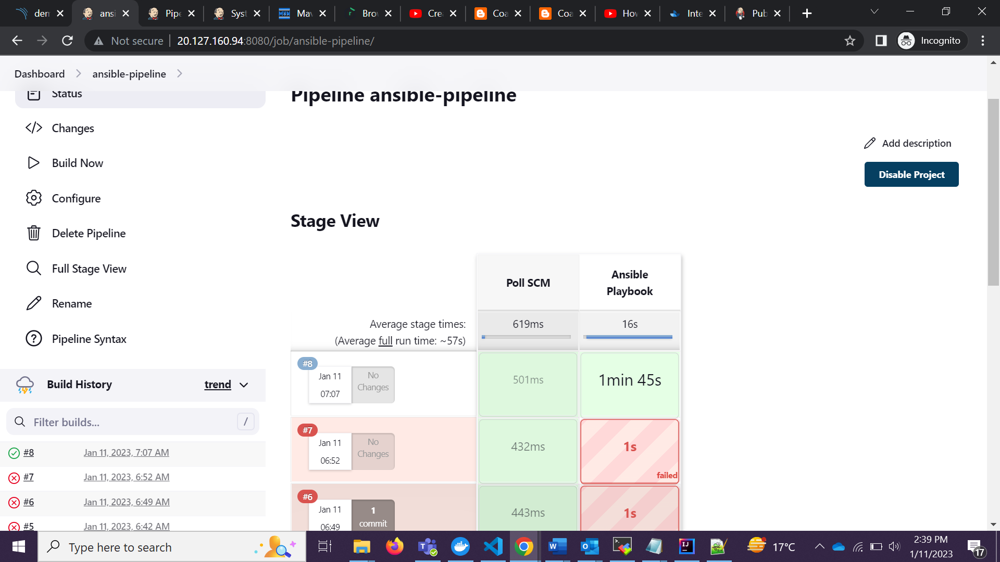 den
ansi
Pipe
Syst
Mav
Brov
Cre
Coa
Coa
Hov
Inte
Pub
Not secure
20.127.160.94:8080/job/ansible-pipeline/
Incognito
Dashboard
ansible-pipeline
Status
Changes
Build Now
Configure
Delete Pipeline
Full Stage View
Rename
Pipeline Syntax
Build History
trend
Filter builds...
/
#8 Jan 11, 2023, 7:07 AM
#7 Jan 11, 2023, 6:52 AM
#6 Jan 11, 2023, 6:49 AM
#5 Jan 11, 2023, 6:42 AM
Pipeline ansible-pipeline
Add description
Disable Project
Stage View
Poll SCM
Ansible
Playbook
Average stage times:
(Average full run time: ~57s)
619ms
16s
#8
Jan 11
07:07
No
Changes
501ms
1min 45s
#7
Jan 11
06:52
No
Changes
432ms
1s
failed
#6
Jan 11
06:49
1
commit
443ms
1s
Type here to search
17°C
2:39 PM
1/11/2023
17